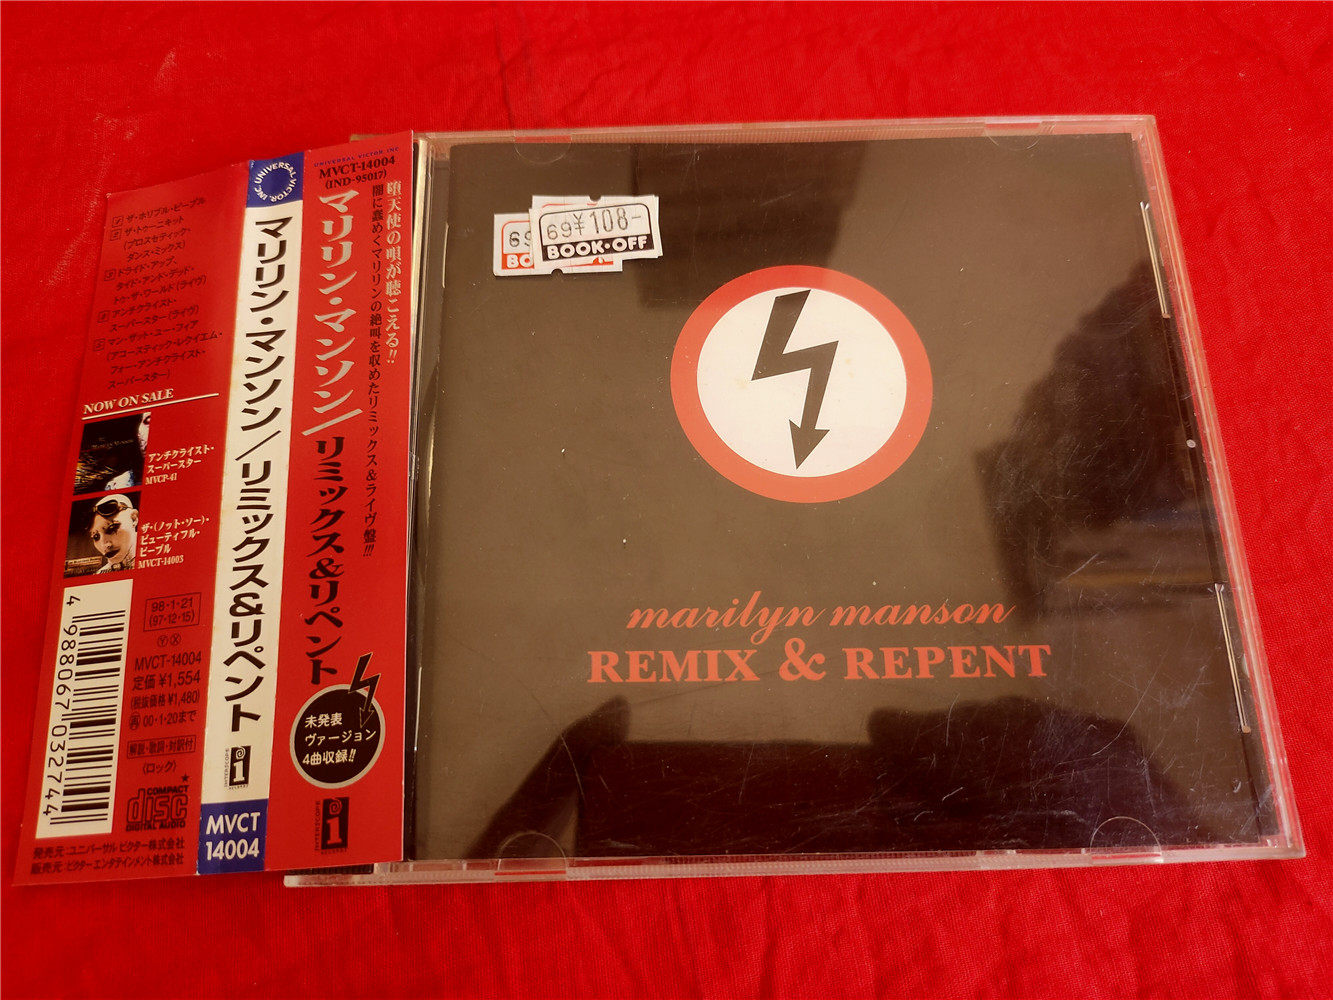 ザ・ホリブル・ピープル
ザ・トゥーニキット
(プロスセティック・
ダンス・ミックス)
ドライド・アップ、
タイド・アンド・デッド・
トゥ・ザ・ワールド(ライヴ)
アンチクライスト・
スーパースター(ライヴ)
マン・ザット・ユー・フィア
(アコースティック・レクイエム・
フォー・アンチクライスト・
スーパースター)
NOW ON SALE
アンチクライスト・
スーパースター
MVCP-41
ザ・(ノット・ソー)・
ビューティフル・
ピープル
MVCT-14003
4 988067 032744
98・1・21
(97・12・15)
Ⓨ Ⓧ
MVCT-14004
定価 ¥1,554
(税抜価格 ¥1,480)
再 00・1・20まで
解説・歌詞・対訳付
(ロック)
COMPACT
disc
DIGITAL AUDIO
発売元:ユニバーサル ビクター株式会社
販売元:ビクターエンタテインメント株式会社
UNIVERSAL VICTOR INC
マリリン・マンソン/リミックス&リペント
MVCT
14004
UNIVERSAL VICTOR INC
MVCT-14004
(IND-95017)
堕天使の唄が聴こえる!!
闇に蠢めくマリリンの絶叫を収めたリミックス&ライヴ盤!!!
マリリン・マンソン/リミックス&リペント
未発表
ヴァージョン
4曲収録!!
INTERSCOPE
RECORDS
69
69¥108-
BOOK・OFF
marilyn manson
REMIX & REPENT